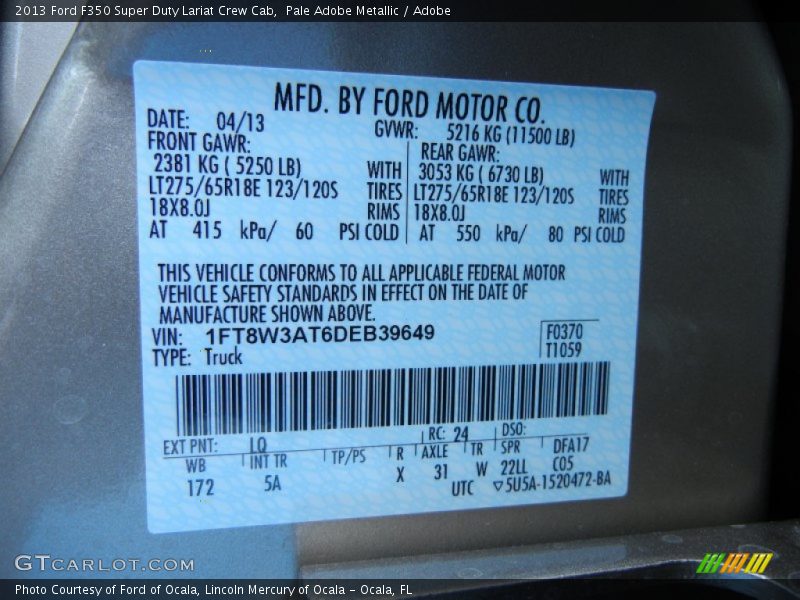 2013 Ford F350 Super Duty Lariat Crew Cab,  Pale Adobe Metallic / Adobe
MFD. BY FORD MOTOR CO.
DATE: 04/13 GVWR: 5216 KG (11500 LB)
FRONT GAWR: REAR GAWR:
2381 KG ( 5250 LB) WITH 3053 KG ( 6730 LB) WITH
LT275/65R18E 123/120S TIRES LT275/65R18E 123/120S TIRES
18X8.0J RIMS 18X8.0J RIMS
AT 415 kPa/ 60 PSI COLD AT 550 kPa/ 80 PSI COLD
THIS VEHICLE CONFORMS TO ALL APPLICABLE FEDERAL MOTOR
VEHICLE SAFETY STANDARDS IN EFFECT ON THE DATE OF
MANUFACTURE SHOWN ABOVE.
VIN: 1FT8W3AT6DEB39649 F0370
TYPE: Truck T1059
EXT PNT: LQ RC: 24 DSO:
WB INT TR TP/PS R AXLE TR SPR DFA17
172 5A X 31 W 22LL C05
UTC ▽5U5A-1520472-BA
GTCARLOT.COM
Photo Courtesy of Ford of Ocala, Lincoln Mercury of Ocala – Ocala, FL